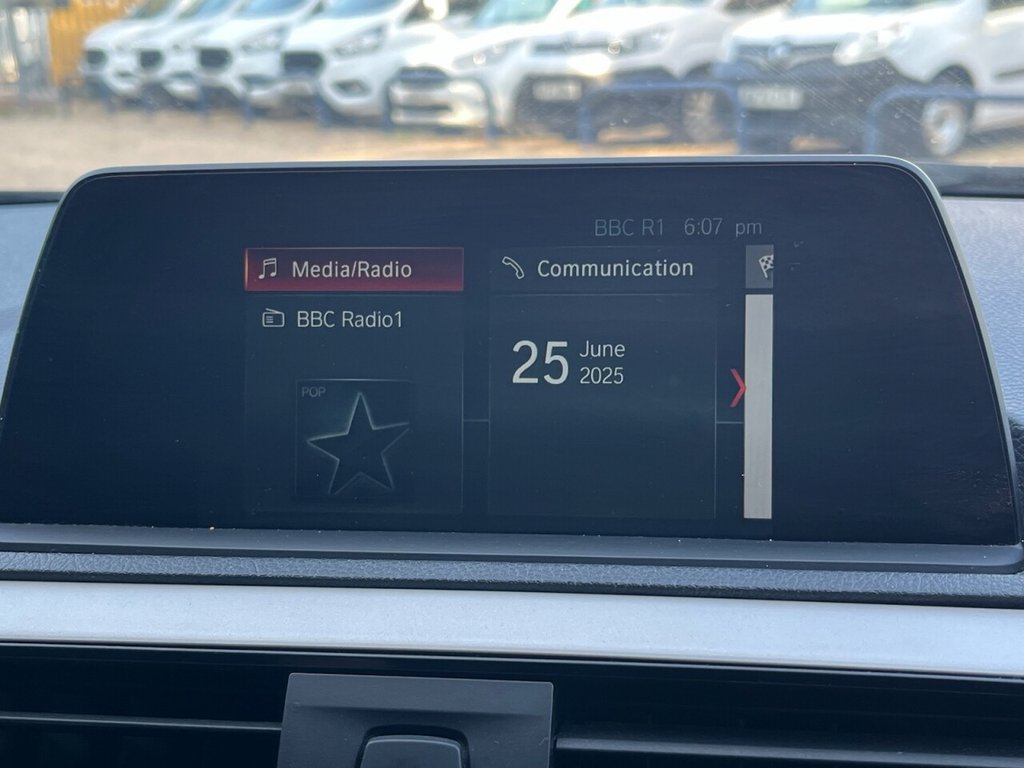 BBC R1 6:07 pm
Media/Radio
Communication
BBC Radio1
25 June
2025
POP